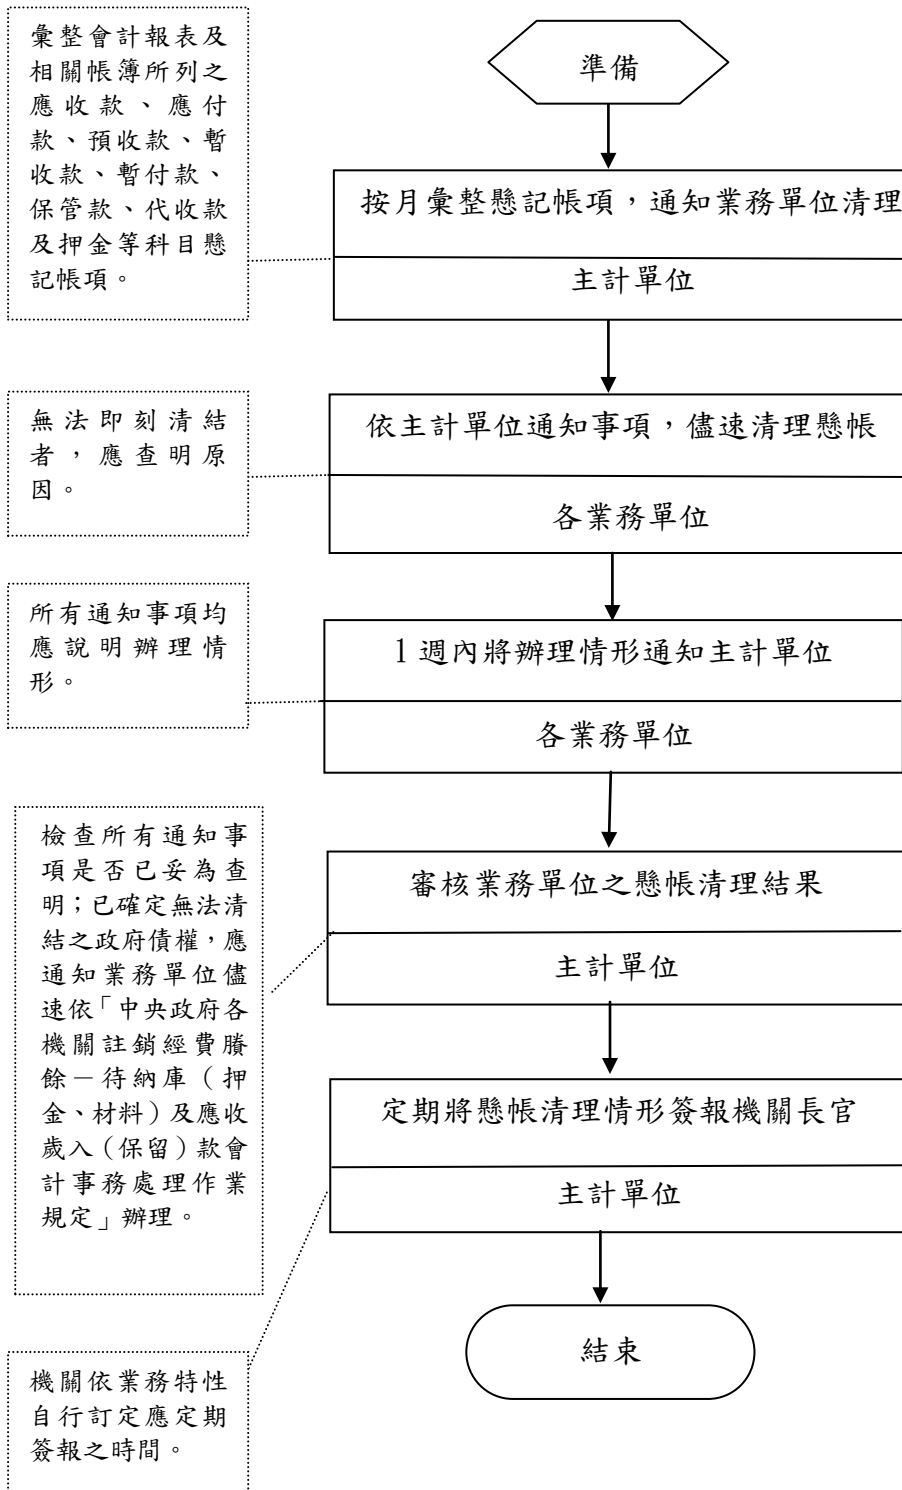 彙整會計報表及
相關帳簿所列之
應收款、應付
款、預收款、暫
收款、暫付款、
保管款、代收款
及押金等科目懸
記帳項。
準備
按月彙整懸記帳項，通知業務單位清理
主計單位
無法即刻清結
者，應查明原
因。
依主計單位通知事項，儘速清理懸帳
各業務單位
所有通知事項均
應說明辦理情
形。
1週內將辦理情形通知主計單位
各業務單位
檢查所有通知事
項是否已妥為查
明；已確定無法清
結之政府債權，應
通知業務單位儘
速依「中央政府各
機關註銷經費賸
餘－待納庫（押
金、材料）及應收
歲入（保留）款會
計事務處理作業
規定」辦理。
審核業務單位之懸帳清理結果
主計單位
定期將懸帳清理情形簽報機關長官
主計單位
機關依業務特性
自行訂定應定期
簽報之時間。
結束